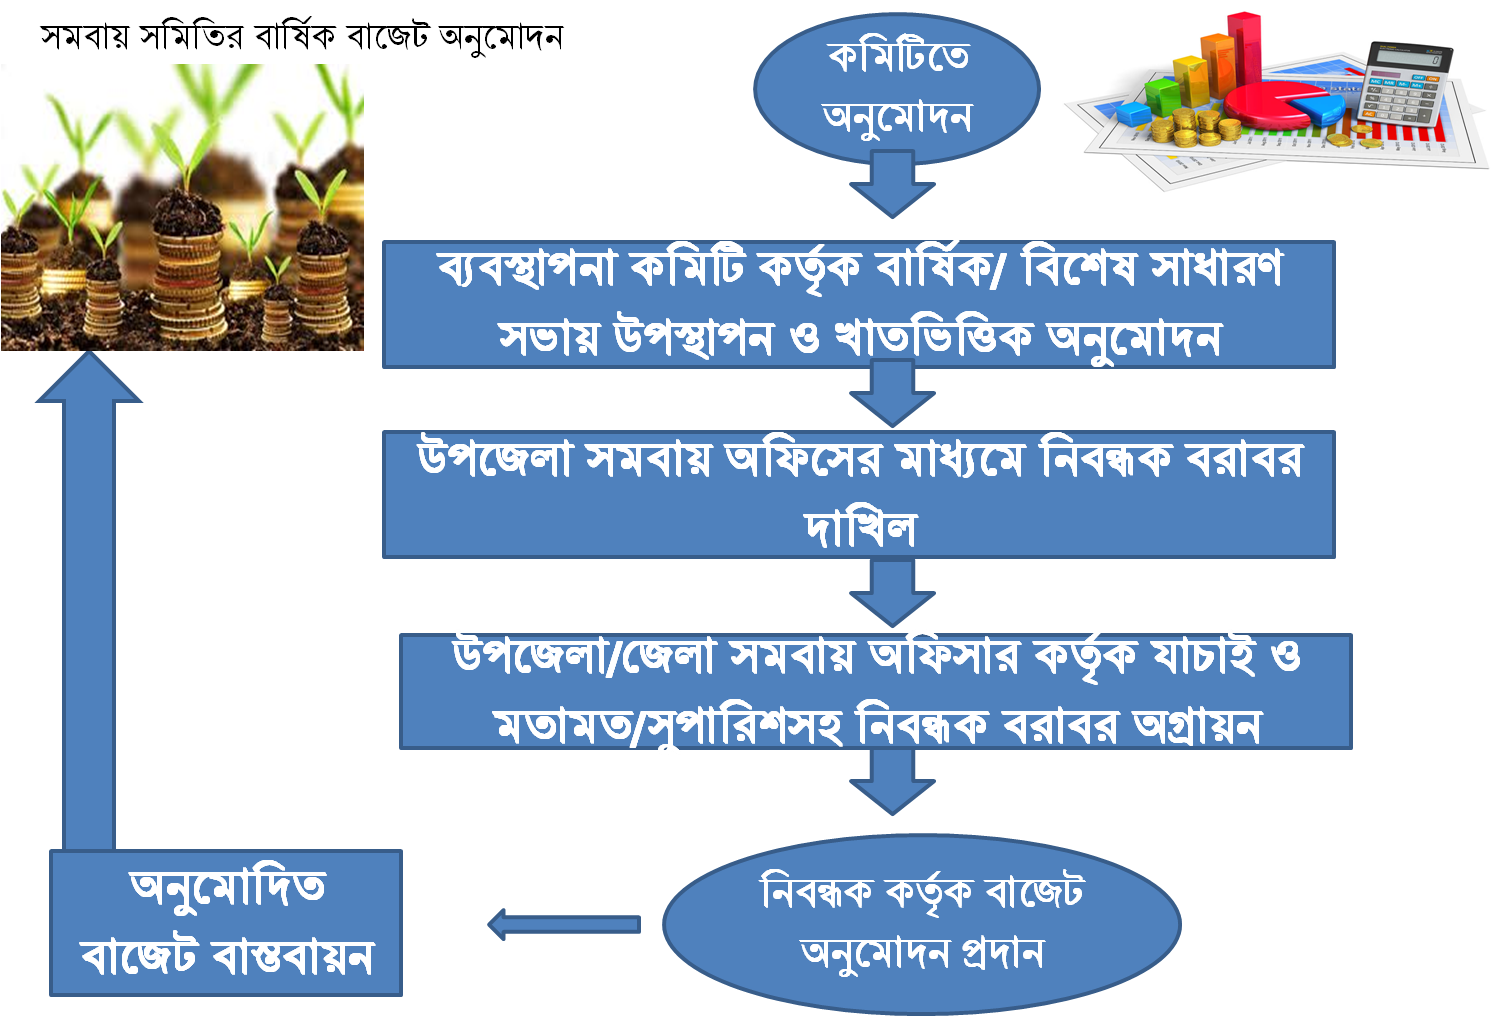 সমবায় সমিতির বার্ষিক বাজেট অনুমোদন
কমিটিতে
অনুমোদন
ব্যবস্থাপনা কমিটি কর্তৃক বার্ষিক/ বিশেষ সাধারণ
সভায় উপস্থাপন ও খাতভিত্তিক অনুমোদন
উপজেলা সমবায় অফিসের মাধ্যমে নিবন্ধক বরাবর
দাখিল
উপজেলা/জেলা সমবায় অফিসার কর্তৃক যাচাই ও
মতামত/সুপারিশসহ নিবন্ধক বরাবর অগ্রায়ন
নিবন্ধক কর্তৃক বাজেট
অনুমোদন প্রদান
অনুমোদিত
বাজেট বাস্তবায়ন